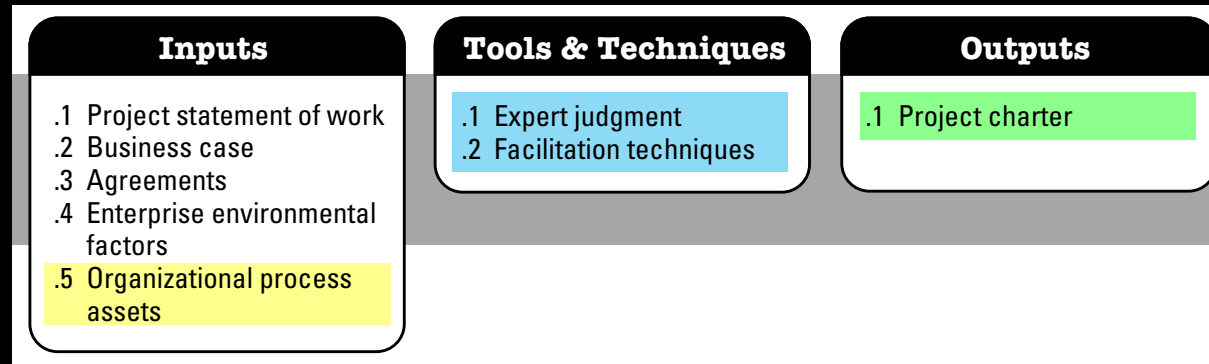 Inputs
.1 Project statement of work
.2 Business case
.3 Agreements
.4 Enterprise environmental
factors
.5 Organizational process
assets
Tools & Techniques
.1 Expert judgment
.2 Facilitation techniques
Outputs
.1 Project charter